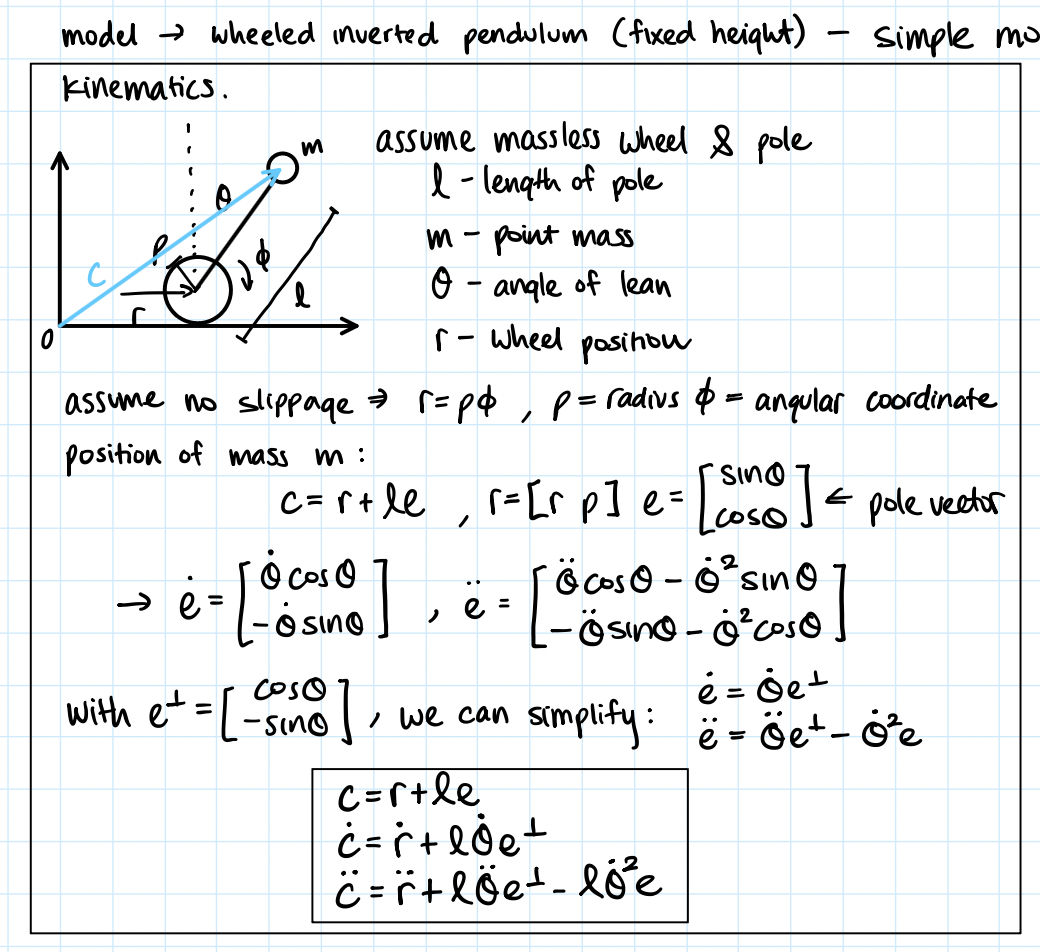 model → wheeled inverted pendulum (fixed height) – simple mo
kinematics.
m
assume massless wheel & pole
θ
l - length of pole
ρ
ϕ
m - point mass
c
l
θ - angle of lean
r
0
r - wheel position
assume no slippage ⇒ r = ρϕ , ρ = radius ϕ = angular coordinate
position of mass m :
c = r + le , r = [r ρ] e = [sinθ cosθ] ← pole vector
→ ė = [θ̇ cosθ -θ̇ sinθ] , ë = [θ̈ cosθ - θ̇² sinθ -θ̈ sinθ - θ̇² cosθ]
with e⊥ = [cosθ -sinθ] , we can simplify : ė = θ̇e⊥
ë = θ̈e⊥ - θ̇²e
c = r + le
ċ = ṙ + lθ̇e⊥
c̈ = r̈ + lθ̈e⊥ - lθ̇²e